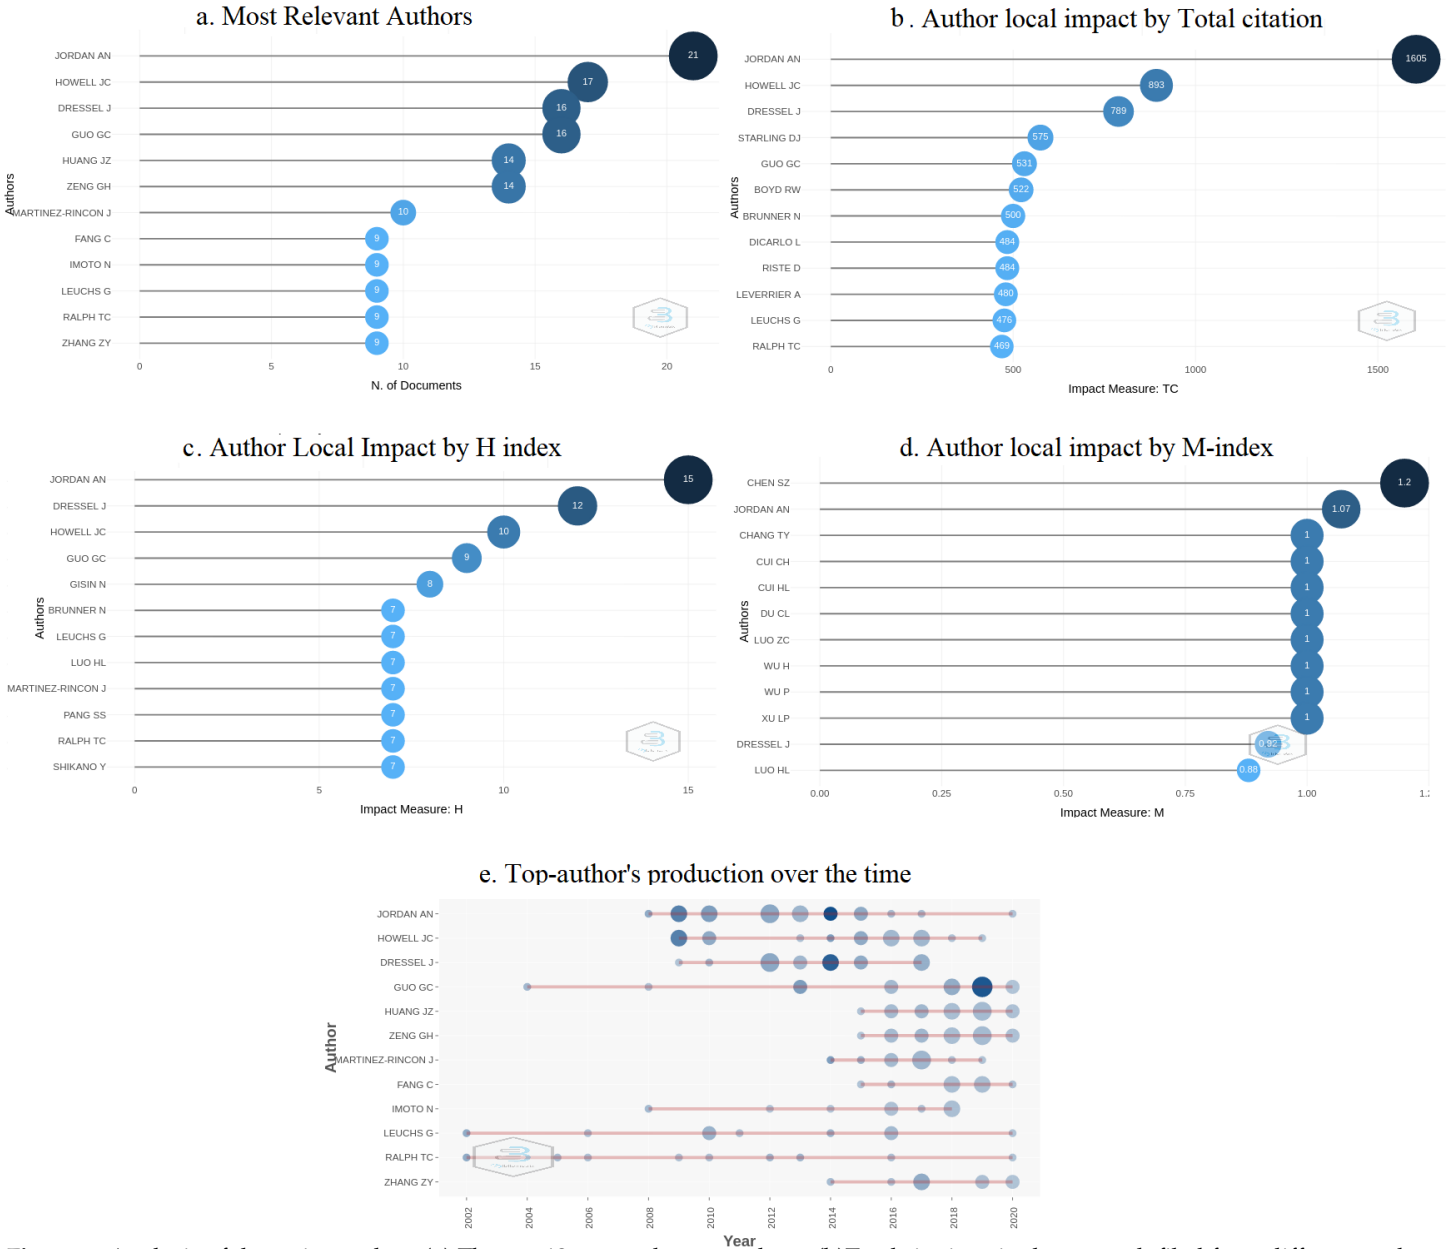 a. Most Relevant Authors
JORDAN AN
21
HOWELL JC
17
DRESSEL J
16
GUO GC
16
HUANG JZ
14
ZENG GH
14
MARTINEZ-RINCON J
10
FANG C
9
IMOTO N
9
LEUCHS G
9
RALPH TC
9
ZHANG ZY
9
Authors
0 5 10 15 20
N. of Documents
b. Author local impact by Total citation
JORDAN AN
1605
HOWELL JC
893
DRESSEL J
789
STARLING DJ
575
GUO GC
531
BOYD RW
522
BRUNNER N
500
DICARLO L
484
RISTE D
484
LEVERRIER A
480
LEUCHS G
476
RALPH TC
469
Authors
0 500 1000 1500
Impact Measure: TC
c. Author Local Impact by H index
JORDAN AN
15
DRESSEL J
12
HOWELL JC
10
GUO GC
9
GISIN N
8
BRUNNER N
7
LEUCHS G
7
LUO HL
7
MARTINEZ-RINCON J
7
PANG SS
7
RALPH TC
7
SHIKANO Y
7
Authors
0 5 10 15
Impact Measure: H
d. Author local impact by M-index
CHEN SZ
1.2
JORDAN AN
1.07
CHANG TY
1
CUI CH
1
CUI HL
1
DU CL
1
LUO ZC
1
WU H
1
WU P
1
XU LP
1
DRESSEL J
0.92
LUO HL
0.88
Authors
0.00 0.25 0.50 0.75 1.00
Impact Measure: M
e. Top-author's production over the time
JORDAN AN
HOWELL JC
DRESSEL J
GUO GC
HUANG JZ
ZENG GH
MARTINEZ-RINCON J
FANG C
IMOTO N
LEUCHS G
RALPH TC
ZHANG ZY
Author
2002 2004 2006 2008 2010 2012 2014 2016 2018 2020
Year